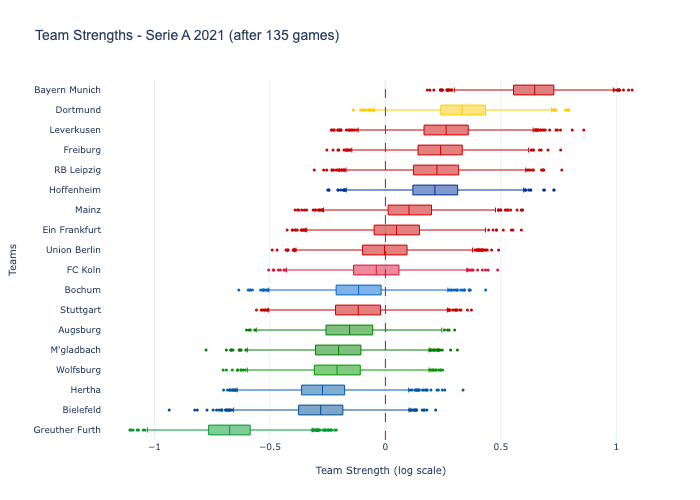 Team Strengths - Serie A 2021 (after 135 games)
Bayern Munich
Dortmund
Leverkusen
Freiburg
RB Leipzig
Hoffenheim
Mainz
Ein Frankfurt
Union Berlin
FC Koln
Bochum
Stuttgart
Augsburg
M'gladbach
Wolfsburg
Hertha
Bielefeld
Greuther Furth
Teams
−1 −0.5 0 0.5 1
Team Strength (log scale)